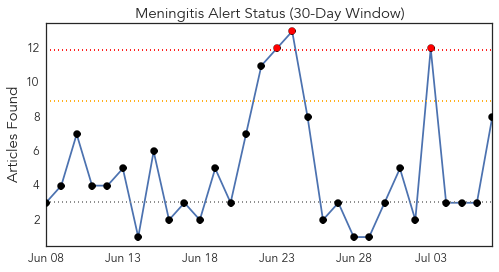 Meningitis Alert Status (30-Day Window)
Articles Found
12
10
8
6
4
2
Jun 08 Jun 13 Jun 18 Jun 23 Jun 28 Jul 03